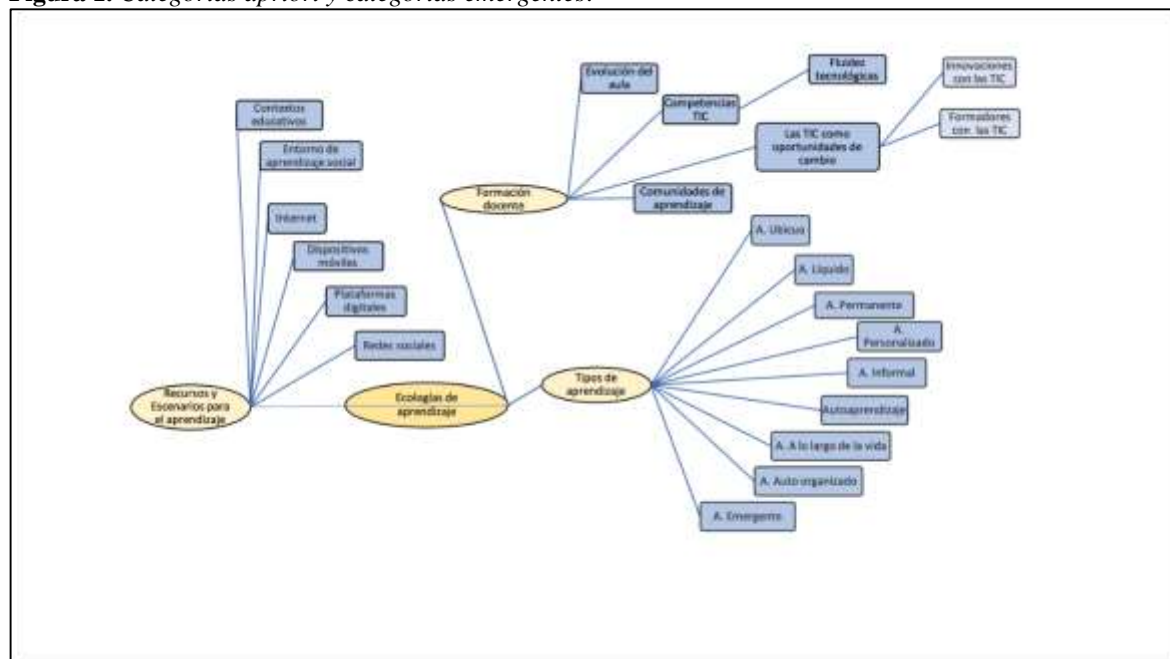 Figura 1. Categorías apriori y categorías emergentes.
Contextos
educativos
Entorno de
aprendizaje social
Internet
Dispositivos
móviles
Plataformas
digitales
Redes sociales
Recursos y
Escenarios para
el aprendizaje
Ecologías de
aprendizaje
Formación
docente
Evolución del
aula
Competencias
TIC
Fluidez
tecnológicas
Las TIC como
oportunidades de
cambio
Innovaciones
con las TIC
Formadores
con las TIC
Comunidades de
aprendizaje
Tipos de
aprendizaje
A. Ubicuo
A. Líquido
A. Permanente
A.
Personalizado
A. Informal
Autoaprendizaje
A. A lo largo de la vida
A. Auto organizado
A. Emergente